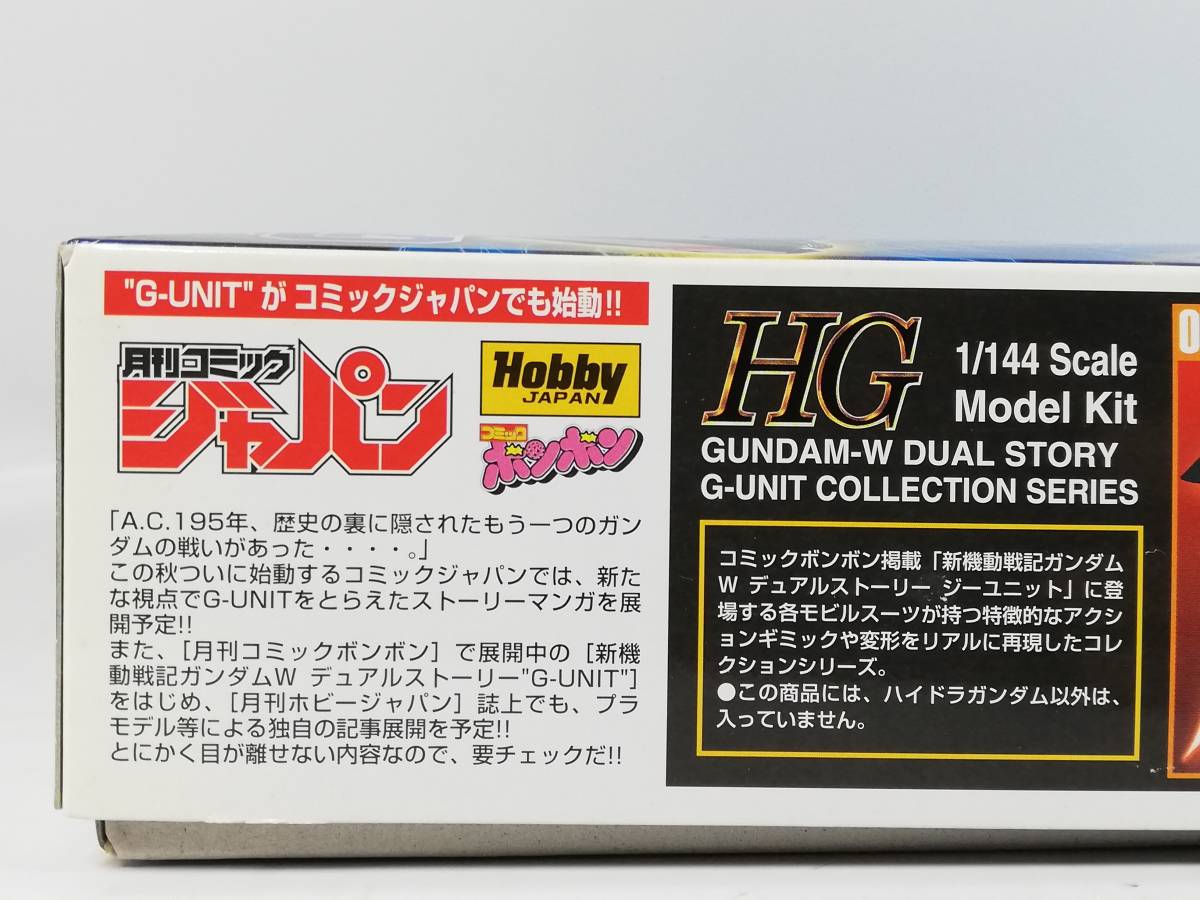 "G-UNIT" が コミックジャパンでも始動!!
月刊コミック
ジャパン
Hobby
JAPAN
コミック
ボンボン
「A.C.195年、歴史の裏に隠されたもう一つのガン
ダムの戦いがあった・・・・。」
この秋ついに始動するコミックジャパンでは、新た
な視点でG-UNITをとらえたストーリーマンガを展
開予定!!
また、[月刊コミックボンボン] で展開中の [新機
動戦記ガンダムW デュアルストーリー"G-UNIT"]
をはじめ、[月刊ホビージャパン] 誌上でも、プラ
モデル等による独自の記事展開を予定!!
とにかく目が離せない内容なので、要チェックだ!!
HG
1/144 Scale
Model Kit
GUNDAM-W DUAL STORY
G-UNIT COLLECTION SERIES
コミックボンボン掲載「新機動戦記ガンダム
W デュアルストーリー ジーユニット」に登
場する各モビルスーツが持つ特徴的なアクシ
ョンギミックや変形をリアルに再現したコレ
クションシリーズ。
●この商品には、ハイドラガンダム以外は、
入っていません。